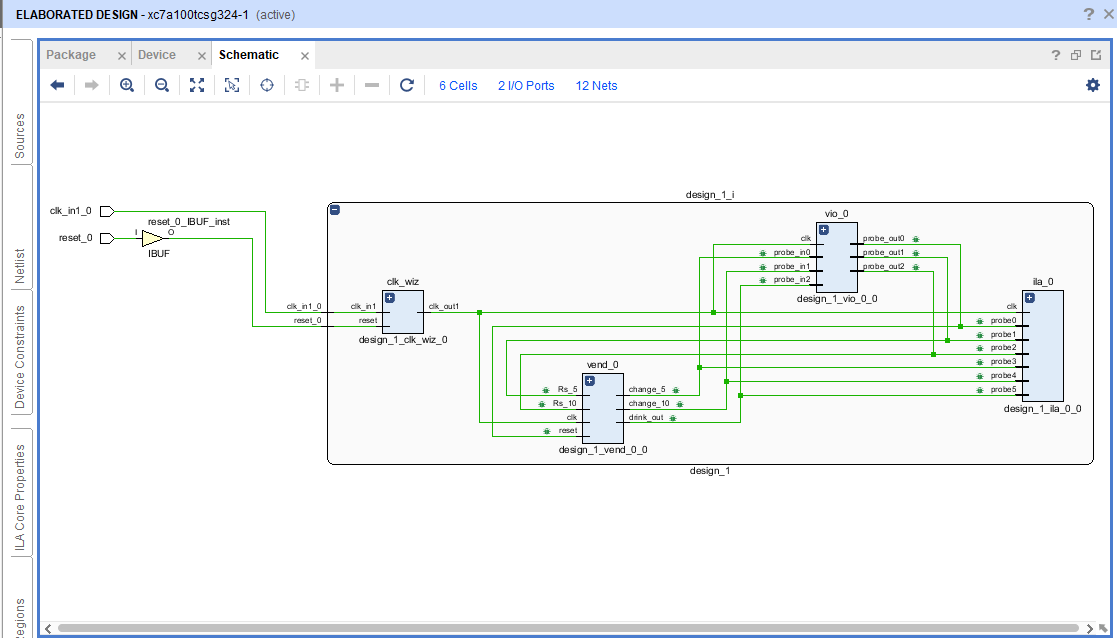 ELABORATED DESIGN - xc7a100tcsg324-1 (active)
Package
Device
Schematic
6 Cells
2 I/O Ports
12 Nets
Sources
Netlist
Device Constraints
ILA Core Properties
egions
clk_in1_0
reset_0
reset_0_IBUF_inst
I
O
IBUF
design_1_i
clk_in1_0
reset_0
clk_wiz
clk_in1
reset
clk_out1
design_1_clk_wiz_0
vio_0
clk
probe_in0
probe_in1
probe_in2
probe_out0
probe_out1
probe_out2
design_1_vio_0_0
vend_0
Rs_5
Rs_10
clk
reset
change_5
change_10
drink_out
design_1_vend_0_0
ila_0
clk
probe0
probe1
probe2
probe3
probe4
probe5
design_1_ila_0_0
design_1